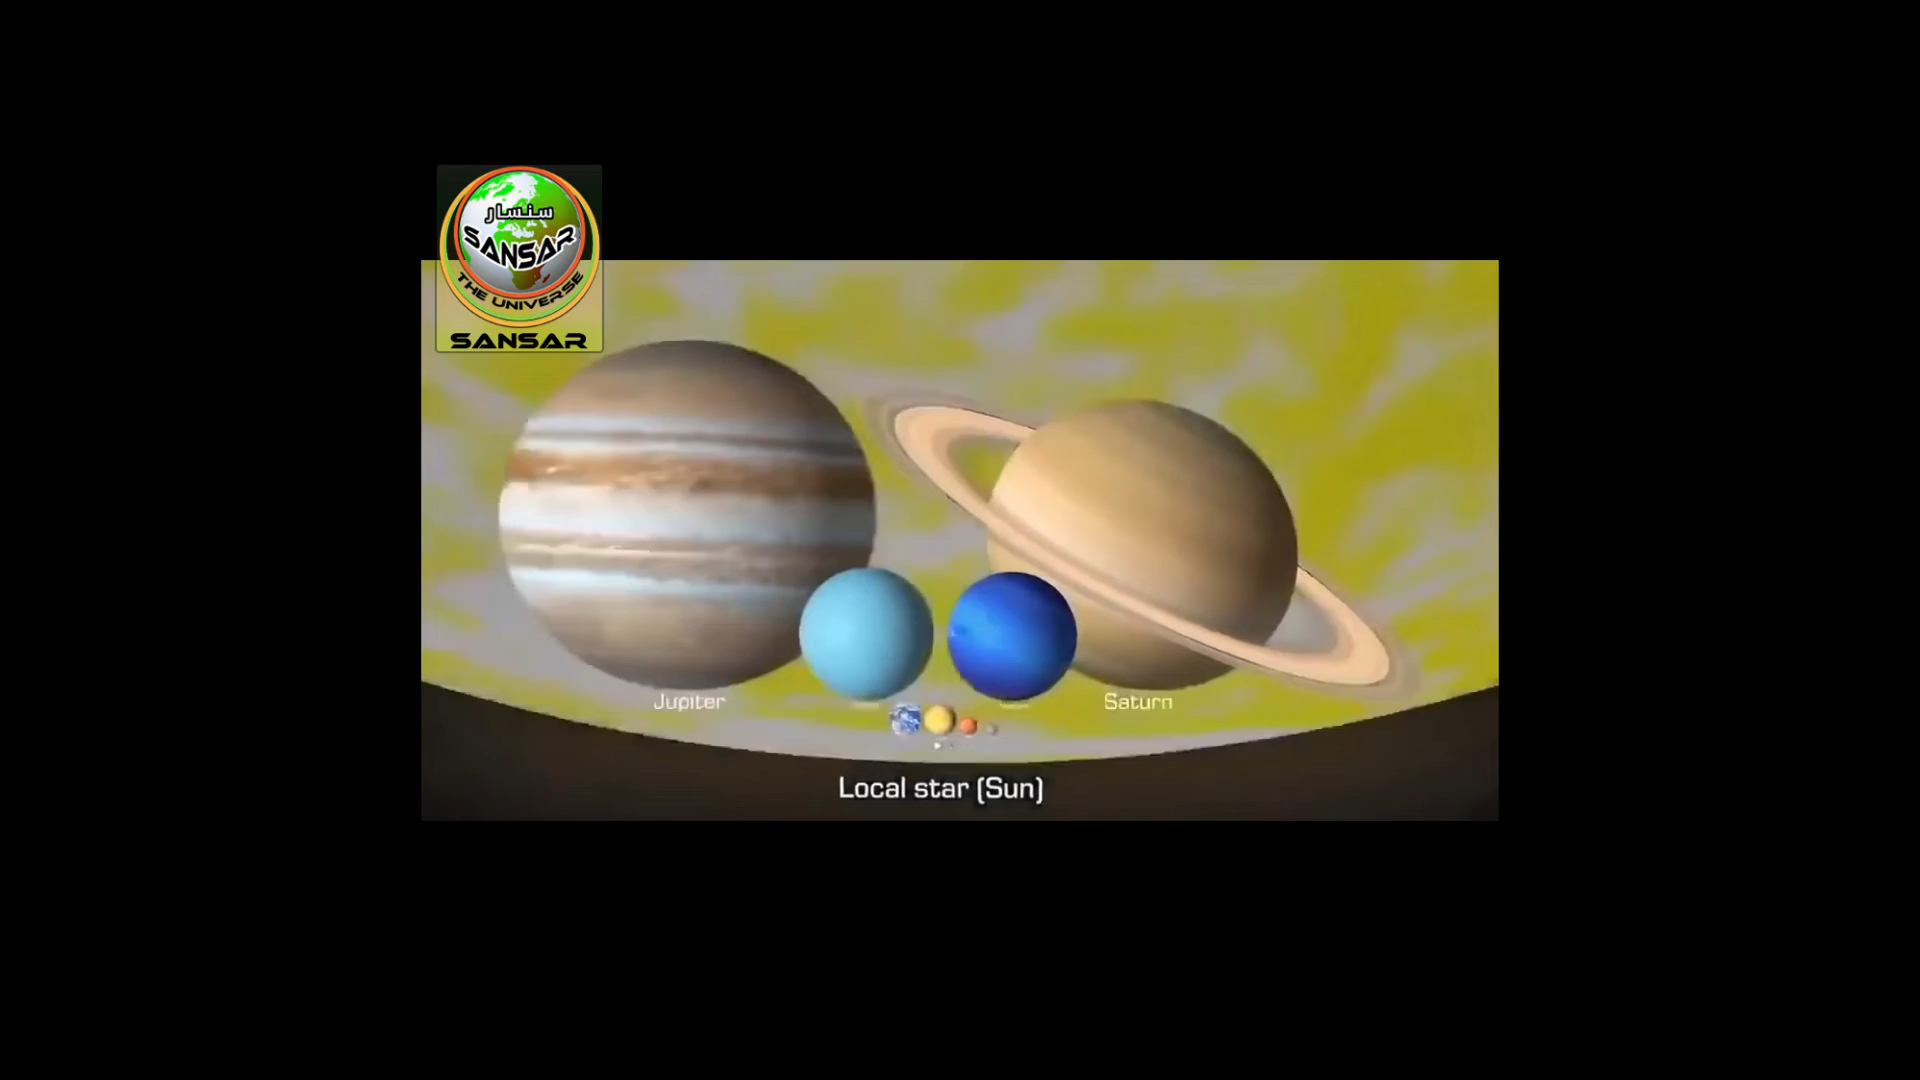 سنسار
SANSAR
THE UNIVERSE
SANSAR
Jupiter
Saturn
Local star (Sun)